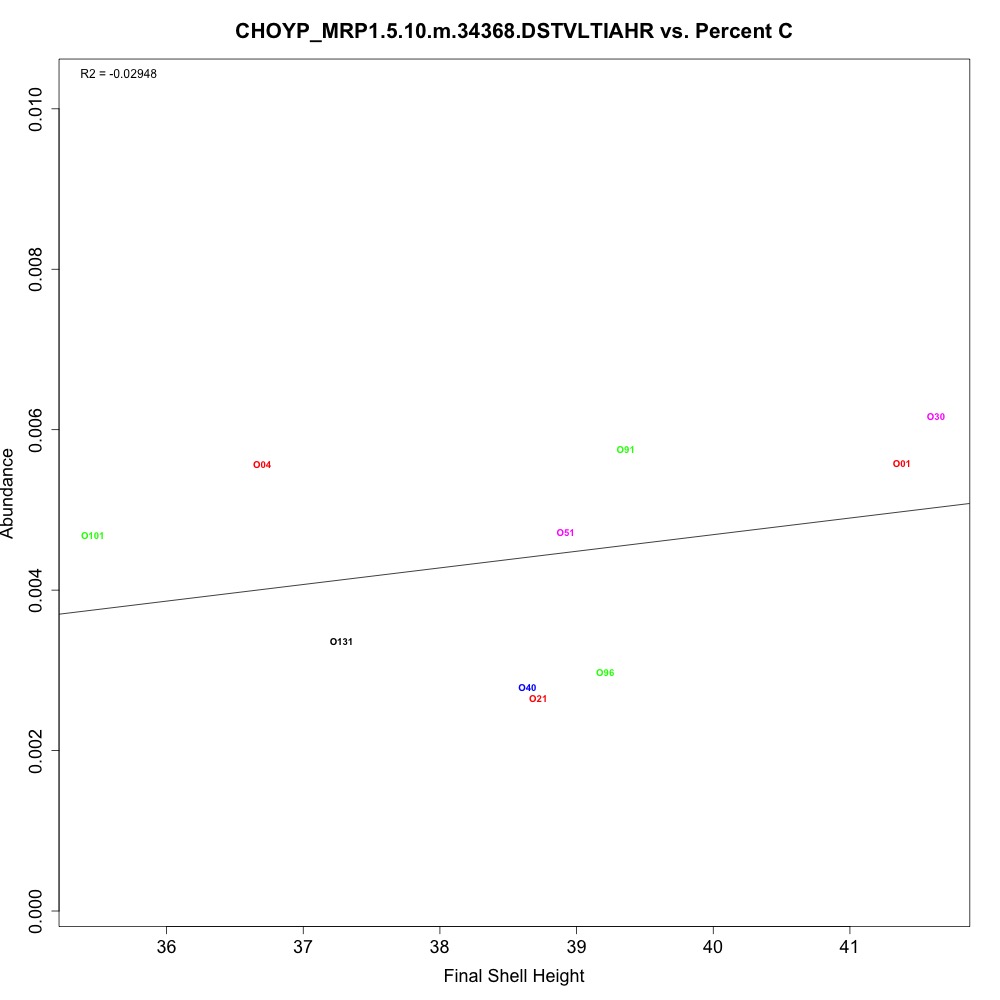 CHOYP_MRP1.5.10.m.34368.DSTVLTIAHR vs. Percent C
R2 = -0.02948
0.010
0.008
0.006
0.004
0.002
0.000
Abundance
O30
O91
O04
O01
O101
O51
O131
O96
O40
O21
36 37 38 39 40 41
Final Shell Height